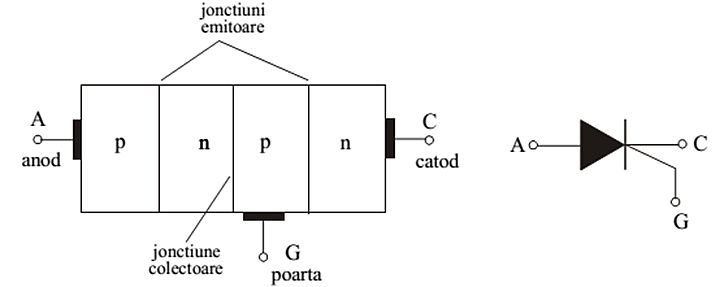 jonctiuni
emitoare
A
anod
p
n
p
n
C
catod
jonctiune
colectoare
G
poarta
A
C
G